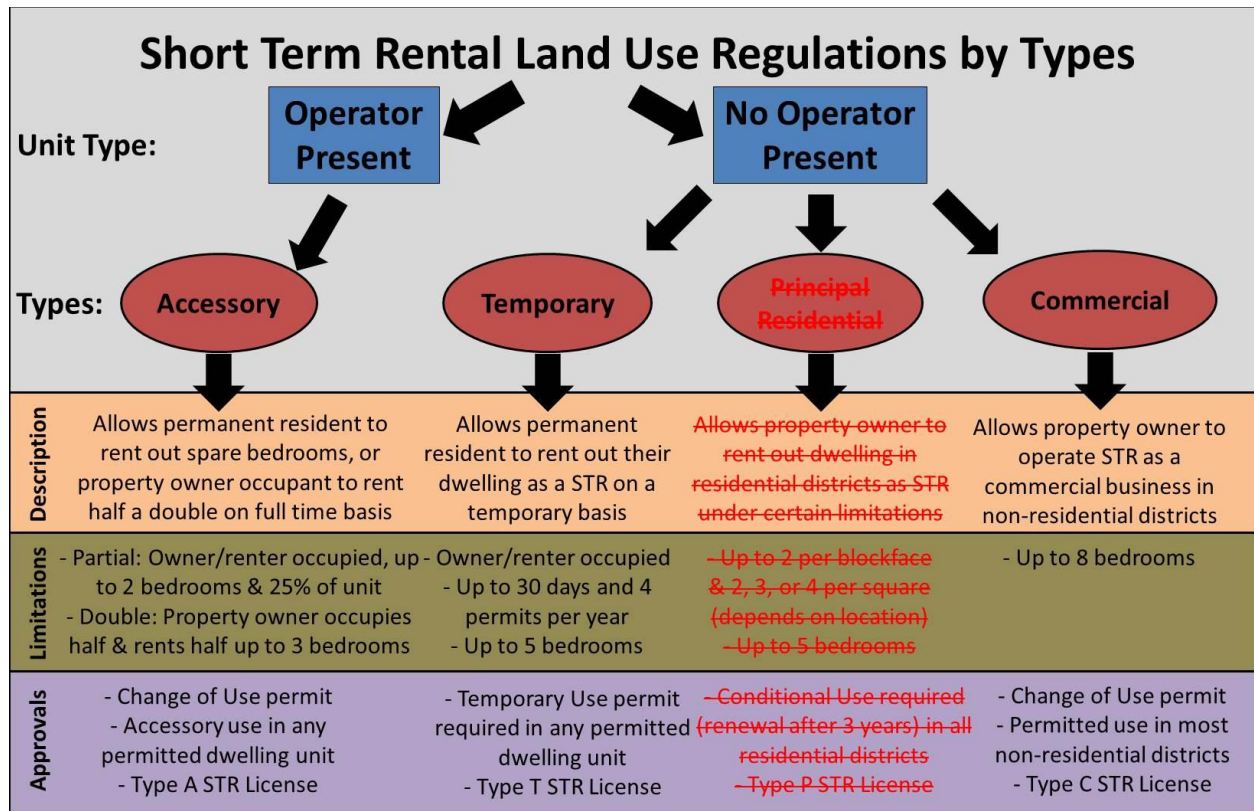 Short Term Rental Land Use Regulations by Types
Unit Type:
Operator
Present
No Operator
Present
Types:
Accessory
Temporary
Principal
Residential
Commercial
Description
Allows permanent resident to
rent out spare bedrooms, or
property owner occupant to rent
half a double on full time basis
Allows permanent
resident to rent out their
dwelling as a STR on a
temporary basis
Allows property owner to
rent out dwelling in
residential districts as STR
under certain limitations
Allows property owner to
operate STR as a
commercial business in
non-residential districts
Limitations
- Partial: Owner/renter occupied, up
to 2 bedrooms & 25% of unit
- Double: Property owner occupies
half & rents half up to 3 bedrooms
- Owner/renter occupied
- Up to 30 days and 4
permits per year
- Up to 5 bedrooms
- Up to 2 per blockface
& 2, 3, or 4 per square
(depends on location)
- Up to 5 bedrooms
- Up to 8 bedrooms
Approvals
- Change of Use permit
- Accessory use in any
permitted dwelling unit
- Type A STR License
- Temporary Use permit
required in any permitted
dwelling unit
- Type T STR License
- Conditional Use required
(renewal after 3 years) in all
residential districts
- Type P STR License
- Change of Use permit
- Permitted use in most
non-residential districts
- Type C STR License